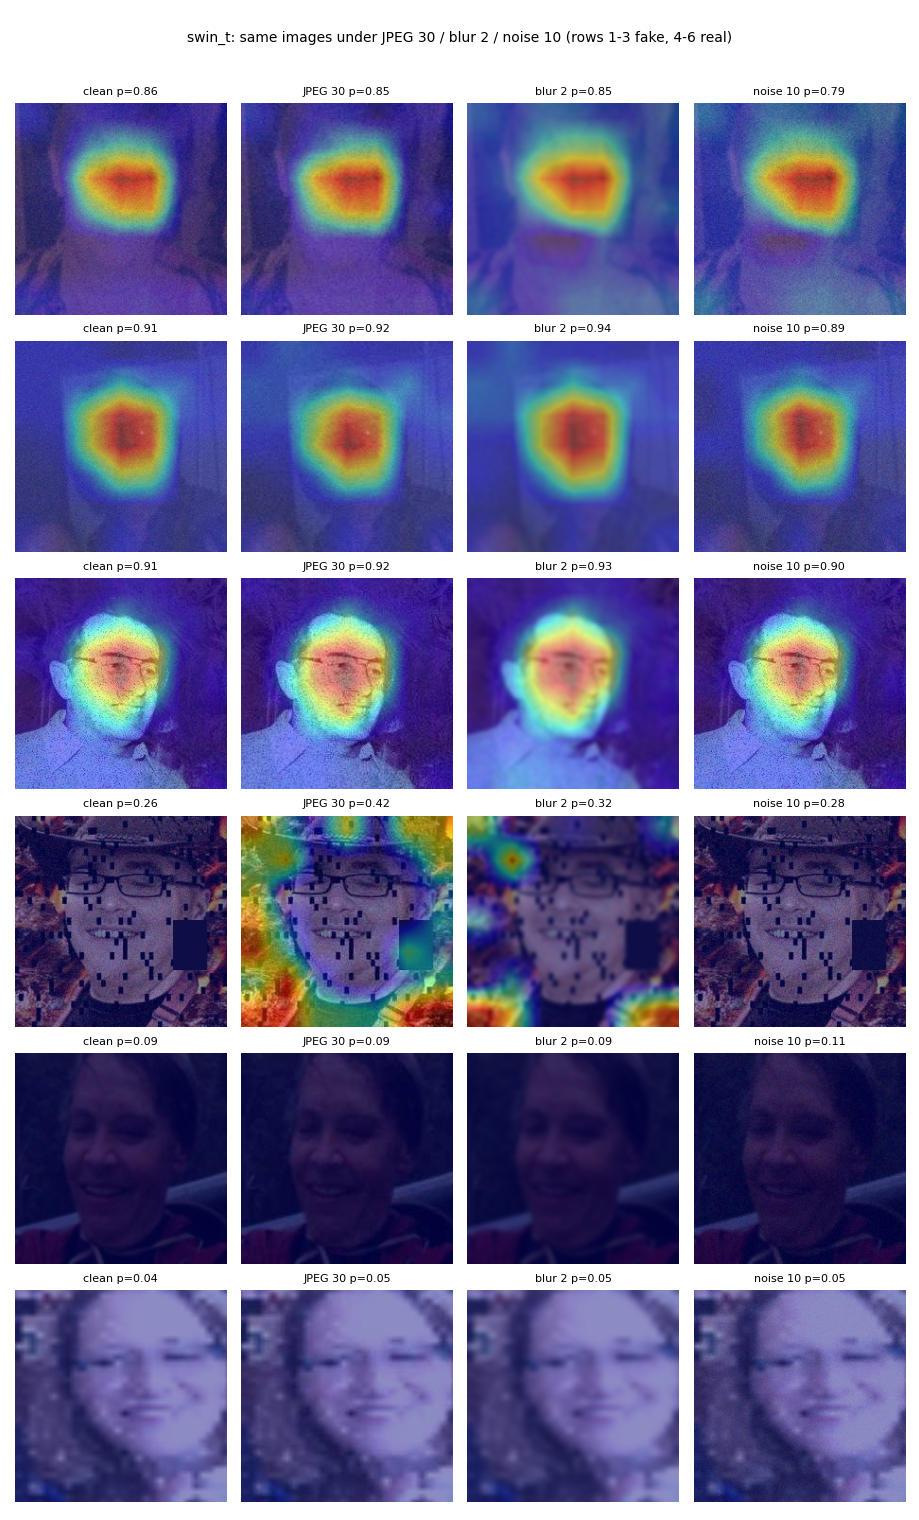 swin_t: same images under JPEG 30 / blur 2 / noise 10 (rows 1-3 fake, 4-6 real)
clean p=0.86 JPEG 30 p=0.85 blur 2 p=0.85 noise 10 p=0.79
clean p=0.91 JPEG 30 p=0.92 blur 2 p=0.94 noise 10 p=0.89
clean p=0.91 JPEG 30 p=0.92 blur 2 p=0.93 noise 10 p=0.90
clean p=0.26 JPEG 30 p=0.42 blur 2 p=0.32 noise 10 p=0.28
clean p=0.09 JPEG 30 p=0.09 blur 2 p=0.09 noise 10 p=0.11
clean p=0.04 JPEG 30 p=0.05 blur 2 p=0.05 noise 10 p=0.05